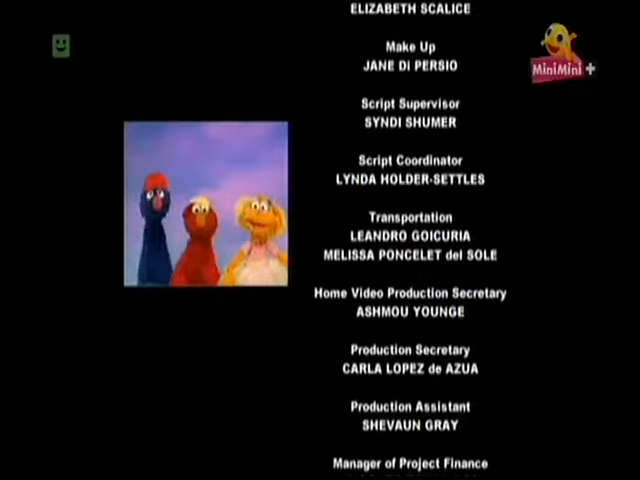 ELIZABETH SCALICE
MiniMini +
Make Up
JANE DI PERSIO
Script Supervisor
SYNDI SHUMER
Script Coordinator
LYNDA HOLDER-SETTLES
Transportation
LEANDRO GOICURIA
MELISSA PONCELET del SOLE
Home Video Production Secretary
ASHMOU YOUNGE
Production Secretary
CARLA LOPEZ de AZUA
Production Assistant
SHEVAUN GRAY
Manager of Project Finance